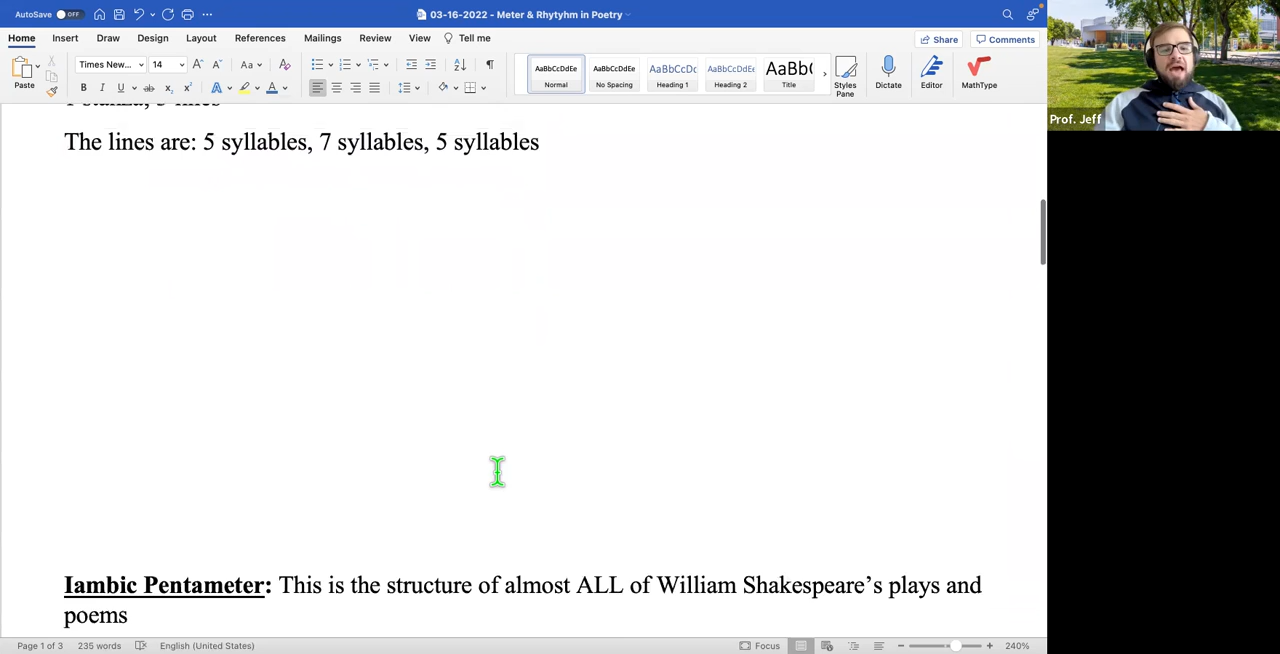 AutoSave OFF 03-16-2022 - Meter & Rhytyhm in Poetry
Home Insert Draw Design Layout References Mailings Review View Tell me Share Comments
Paste Times New... 14 Aa AaBbCcDdEe Normal AaBbCcDdEe No Spacing AaBbCcDc Heading 1 AaBbCcDdEe Heading 2 AaBb( Title Styles Pane Dictate Editor MathType
Prof. Jeff
The lines are: 5 syllables, 7 syllables, 5 syllables
Iambic Pentameter: This is the structure of almost ALL of William Shakespeare's plays and
poems
Page 1 of 3 235 words English (United States) Focus 240%